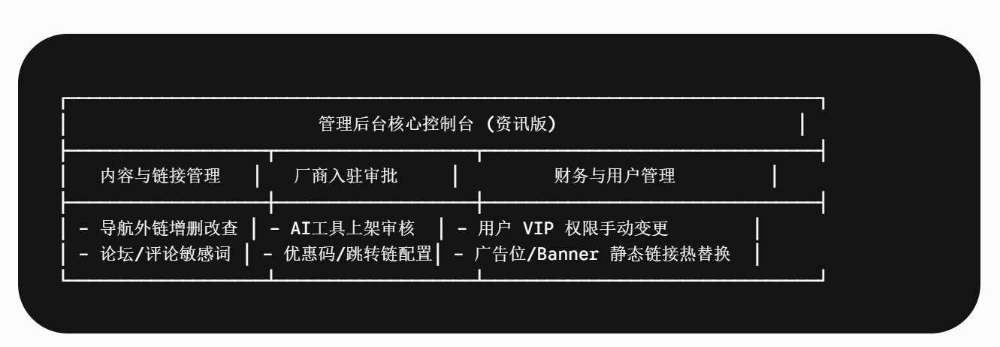 管理后台核心控制台 (资讯版)
内容与链接管理 厂商入驻审批 财务与用户管理
- 导航外链增删改查 - AI工具上架审核 - 用户 VIP 权限手动变更
- 论坛/评论敏感词 - 优惠码/跳转链配置 - 广告位/Banner 静态链接热替换